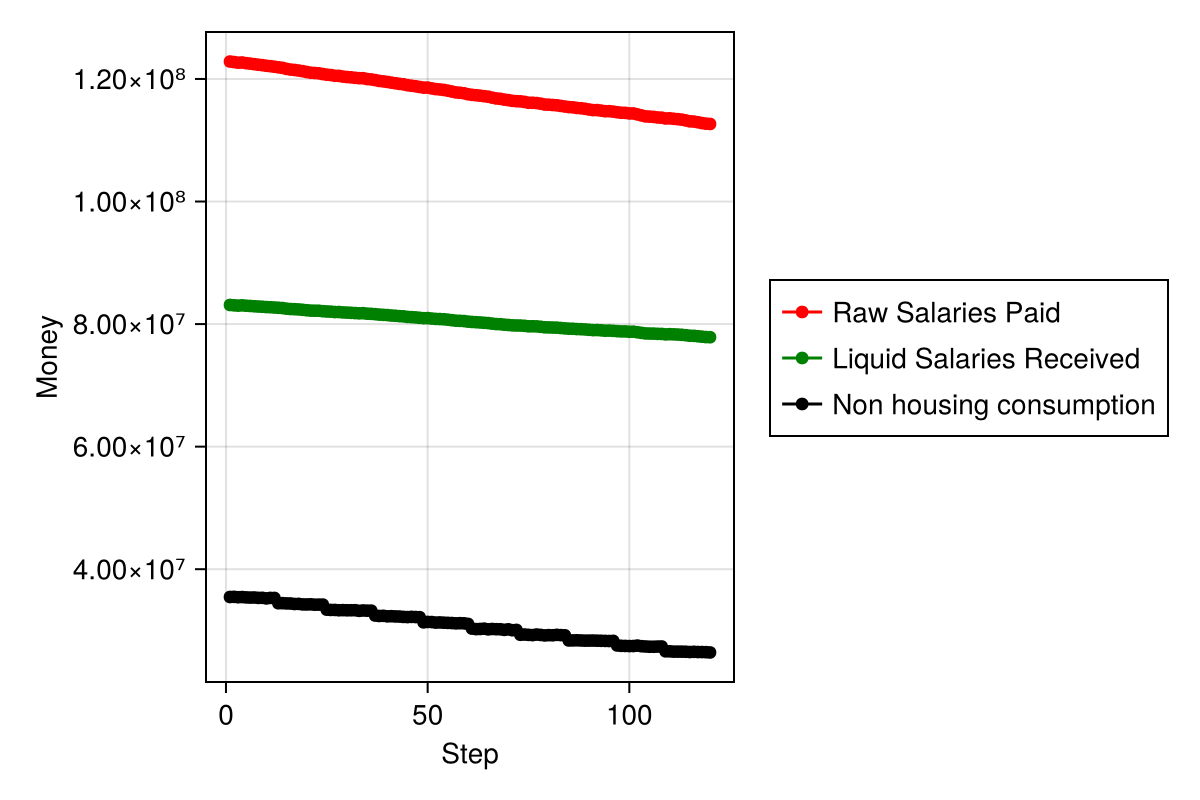 1.20×10⁸
1.00×10⁸
8.00×10⁷
6.00×10⁷
4.00×10⁷
Money
0 50 100
Step
Raw Salaries Paid
Liquid Salaries Received
Non housing consumption